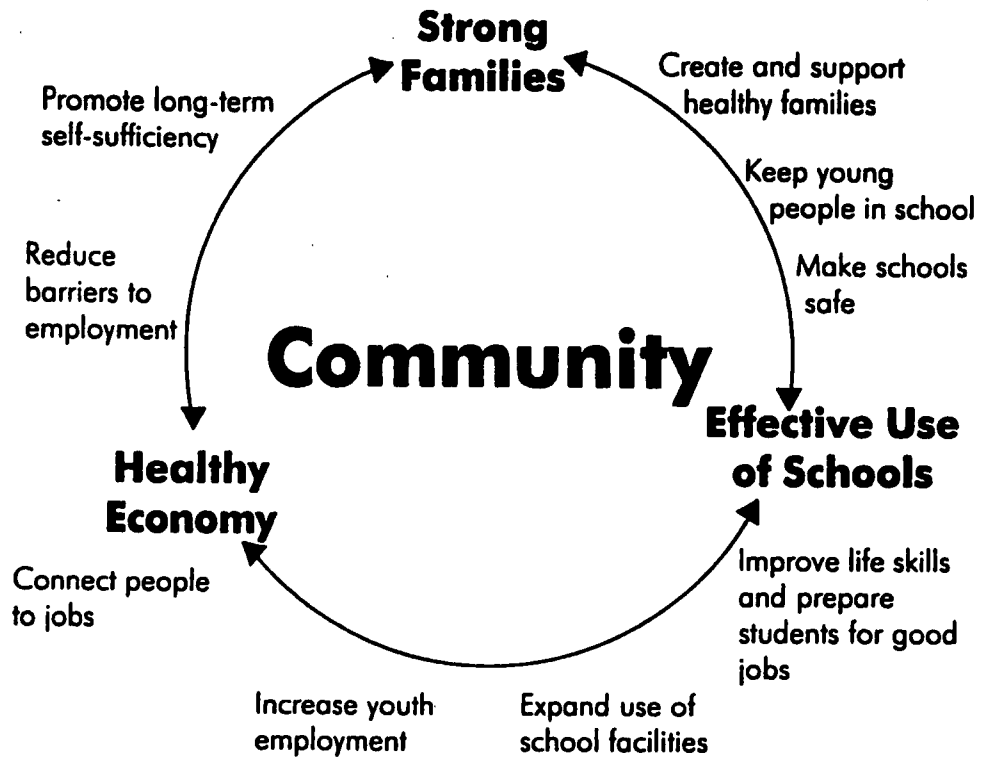 Strong
Families
Create and support
healthy families
Keep young
people in school
Make schools
safe
Effective Use
of Schools
Improve life skills
and prepare
students for good
jobs
Expand use of
school facilities
Increase youth
employment
Connect people
to jobs
Healthy
Economy
Reduce
barriers to
employment
Promote long-term
self-sufficiency
Community